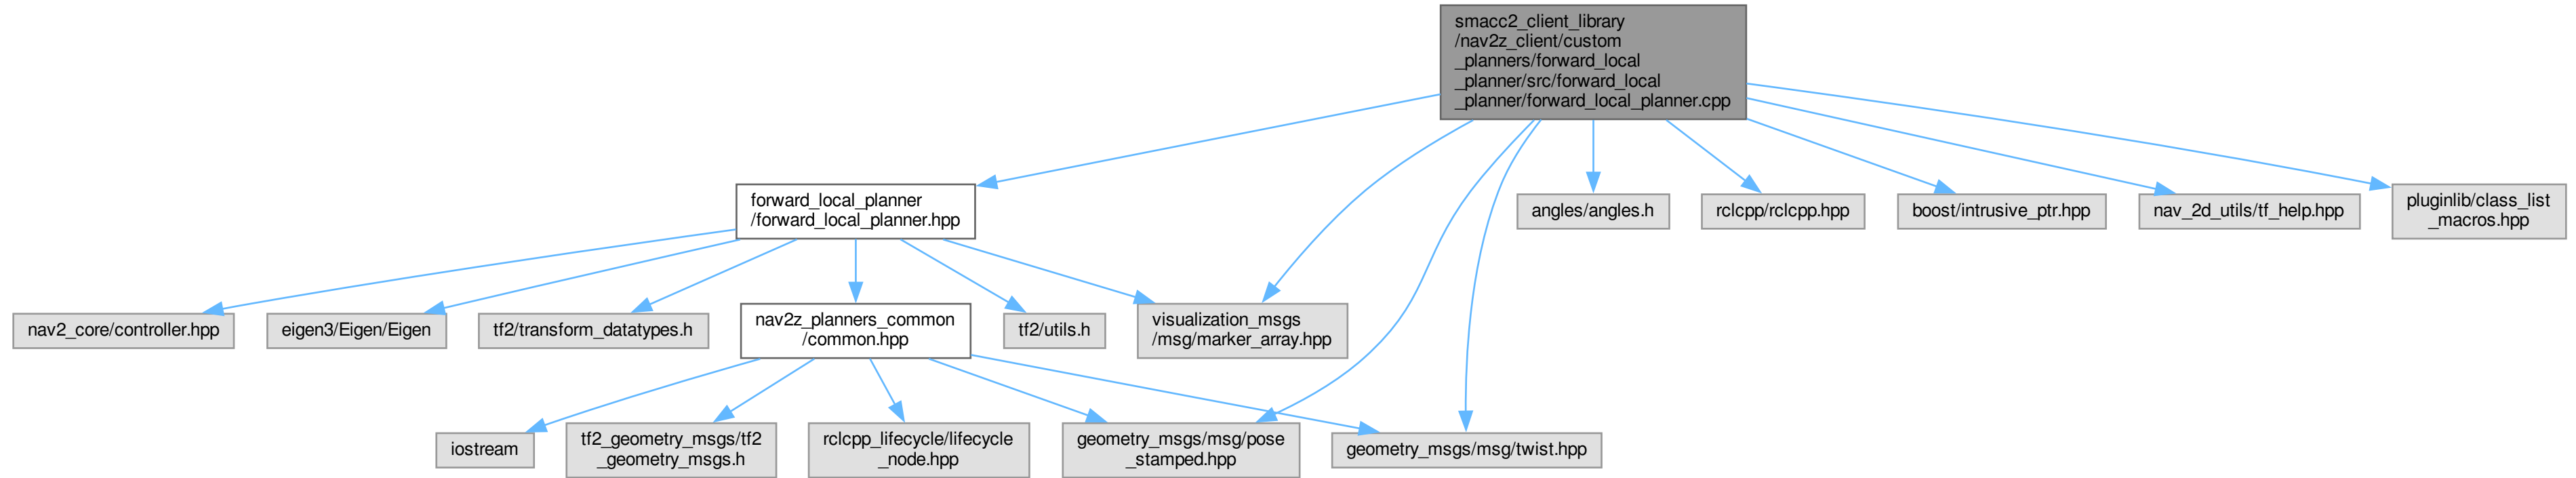 smacc2_client_library
/nav2z_client/custom
_planners/forward_local
_planner/src/forward_local
_planner/forward_local_planner.cpp
forward_local_planner
/forward_local_planner.hpp
angles/angles.h
rclcpp/rclcpp.hpp
boost/intrusive_ptr.hpp
nav_2d_utils/tf_help.hpp
pluginlib/class_list
_macros.hpp
nav2_core/controller.hpp
eigen3/Eigen/Eigen
tf2/transform_datatypes.h
nav2z_planners_common
/common.hpp
tf2/utils.h
visualization_msgs
/msg/marker_array.hpp
iostream
tf2_geometry_msgs/tf2
_geometry_msgs.h
rclcpp_lifecycle/lifecycle
_node.hpp
geometry_msgs/msg/pose
_stamped.hpp
geometry_msgs/msg/twist.hpp